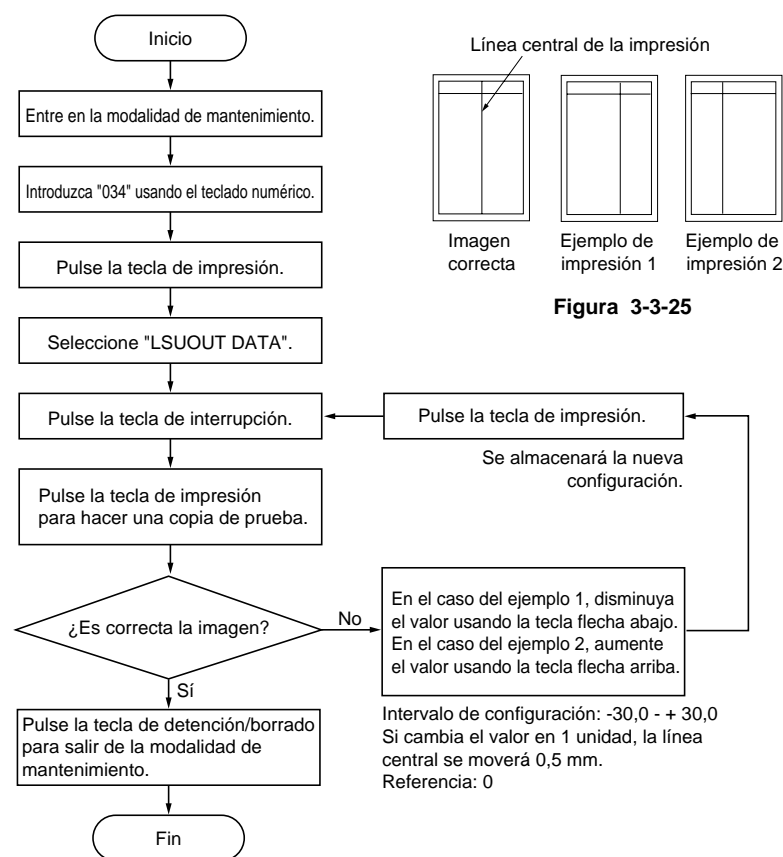 Inicio
Entre en la modalidad de mantenimiento.
Introduzca "034" usando el teclado numérico.
Pulse la tecla de impresión.
Seleccione "LSUOUT DATA".
Pulse la tecla de interrupción.
Pulse la tecla de impresión
para hacer una copia de prueba.
¿Es correcta la imagen?
No
Sí
Pulse la tecla de detención/borrado
para salir de la modalidad de
mantenimiento.
Fin
Línea central de la impresión
Imagen
correcta
Ejemplo de
impresión 1
Ejemplo de
impresión 2
Figura 3-3-25
Pulse la tecla de impresión.
Se almacenará la nueva
configuración.
En el caso del ejemplo 1, disminuya
el valor usando la tecla flecha abajo.
En el caso del ejemplo 2, aumente
el valor usando la tecla flecha arriba.
Intervalo de configuración: -30,0 - + 30,0
Si cambia el valor en 1 unidad, la línea
central se moverá 0,5 mm.
Referencia: 0